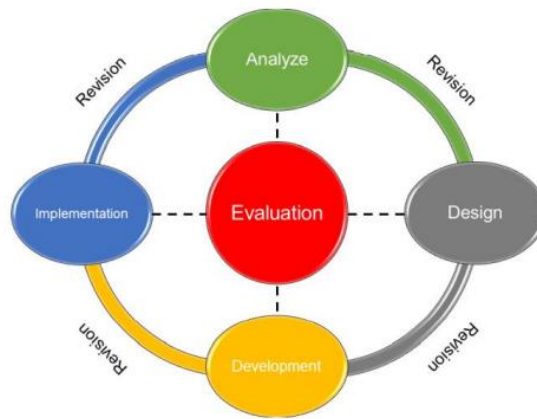 Analyze
Revision
Revision
Implementation
Evaluation
Design
Revision
Revision
Development